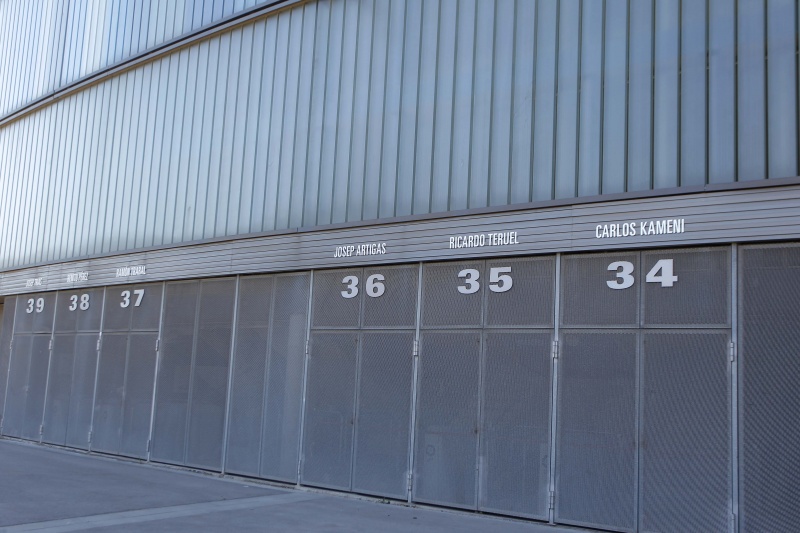 JOSEP ARTIGAS
RICARDO TERUEL
CARLOS KAMENI
39
38
37
36
35
34